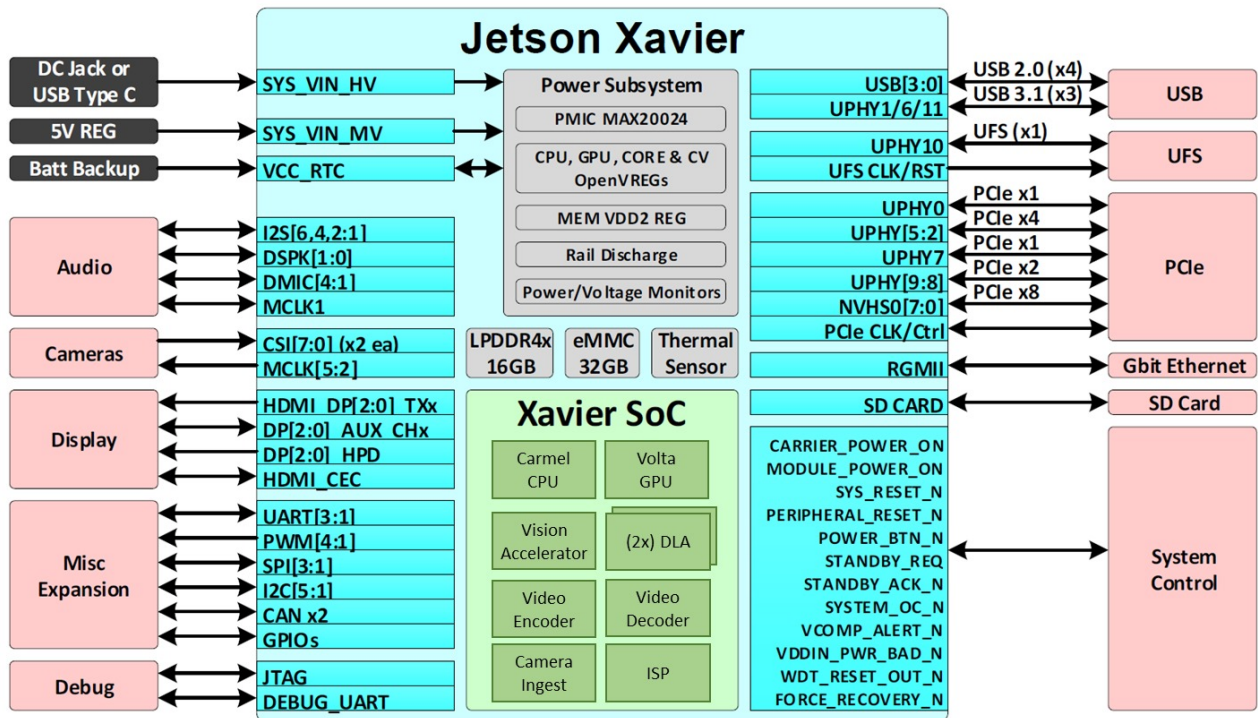 Jetson Xavier
DC Jack or
USB Type C
5V REG
Batt Backup
SYS_VIN_HV
SYS_VIN_MV
VCC_RTC
Power Subsystem
PMIC MAX20024
CPU, GPU, CORE & CV
OpenVREGs
MEM VDD2 REG
Rail Discharge
Power/Voltage Monitors
Audio
I2S[6,4,2:1]
DSPK[1:0]
DMIC[4:1]
MCLK1
Cameras
CSI[7:0] (x2 ea)
MCLK[5:2]
Display
HDMI_DP[2:0]_TXx
DP[2:0]_AUX_CHx
DP[2:0]_HPD
HDMI_CEC
Misc
Expansion
UART[3:1]
PWM[4:1]
SPI[3:1]
I2C[5:1]
CAN x2
GPIOs
Debug
JTAG
DEBUG_UART
LPDDR4x
16GB
eMMC
32GB
Thermal
Sensor
Xavier SoC
Carmel
CPU
Volta
GPU
Vision
Accelerator
(2x) DLA
Video
Encoder
Video
Decoder
Camera
Ingest
ISP
USB[3:0]
UPHY1/6/11
USB 2.0 (x4)
USB 3.1 (x3)
USB
UPHY10
UFS CLK/RST
UFS (x1)
UFS
UPHY0
UPHY[5:2]
UPHY7
UPHY[9:8]
NVHS0[7:0]
PCIe CLK/Ctrl
PCIe x1
PCIe x4
PCIe x1
PCIe x2
PCIe x8
PCIe
RGMII
Gbit Ethernet
SD CARD
SD Card
CARRIER_POWER_ON
MODULE_POWER_ON
SYS_RESET_N
PERIPHERAL_RESET_N
POWER_BTN_N
STANDBY_REQ
STANDBY_ACK_N
SYSTEM_OC_N
VCOMP_ALERT_N
VDDIN_PWR_BAD_N
WDT_RESET_OUT_N
FORCE_RECOVERY_N
System
Control